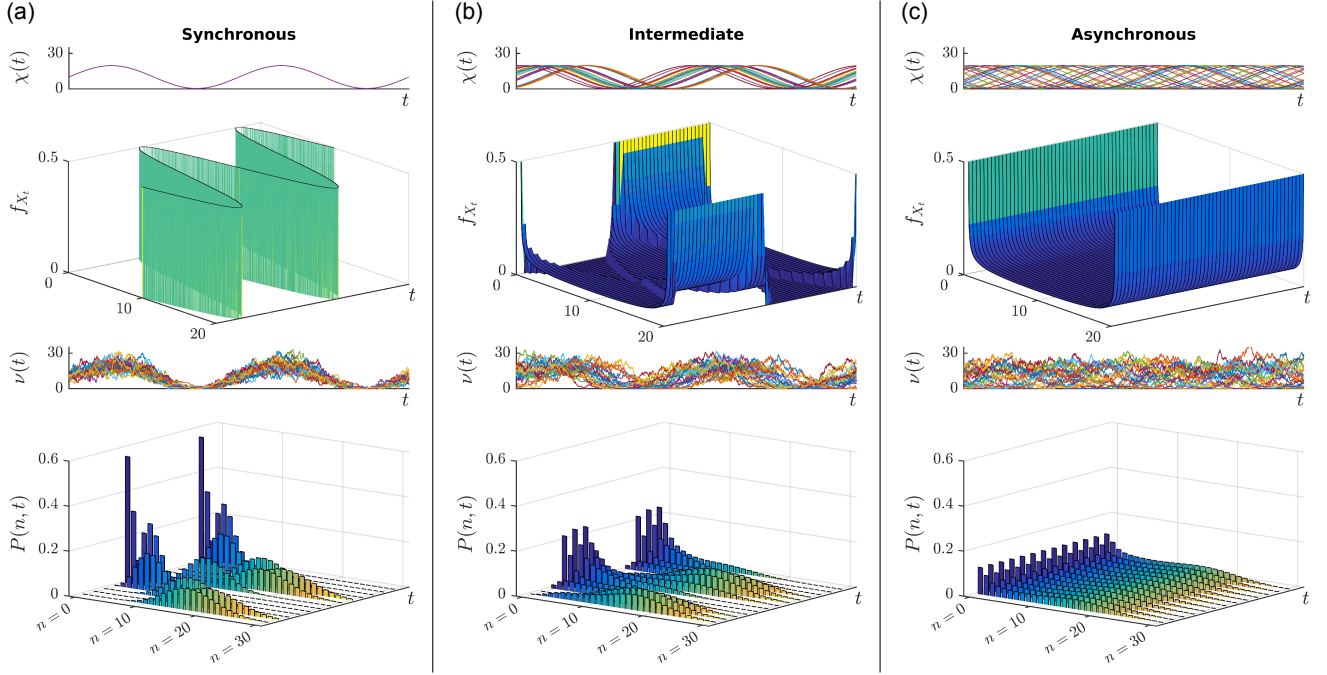 (a)
Synchronous
30
0
χ(t)
t
0.5
0
f_{X_t}
0
10
20
t
30
0
ν(t)
t
0.6
0.4
0.2
0
P(n, t)
n = 0
n = 10
n = 20
n = 30
t
(b)
Intermediate
30
0
χ(t)
t
0.5
0
f_{X_t}
0
10
20
t
30
0
ν(t)
t
0.6
0.4
0.2
0
P(n, t)
n = 0
n = 10
n = 20
n = 30
t
(c)
Asynchronous
30
0
χ(t)
t
0.5
0
f_{X_t}
0
10
20
t
30
0
ν(t)
t
0.6
0.4
0.2
0
P(n, t)
n = 0
n = 10
n = 20
n = 30
t